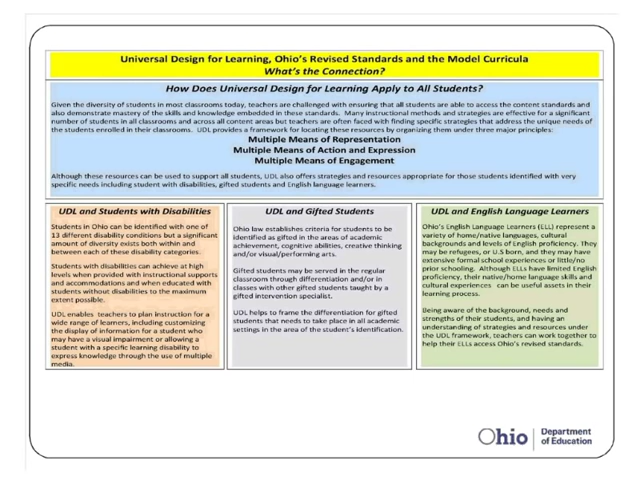 Universal Design for Learning, Ohio's Revised Standards and the Model Curricula
What's the Connection?
How Does Universal Design for Learning Apply to All Students?
Given the diversity of students in most classrooms today, teachers are challenged with ensuring that all students are able to access the content standards and
also demonstrate mastery of the skills and knowledge embedded in these standards. Many instructional methods and strategies are effective for a significant
number of students in all classrooms and across all content areas but teachers are often faced with finding specific strategies that address the unique needs of
the students enrolled in their classrooms. UDL provides a framework for locating these resources by organizing them under three major principles:
Multiple Means of Representation
Multiple Means of Action and Expression
Multiple Means of Engagement
Although these resources can be used to support all students, UDL also offers strategies and resources appropriate for those students identified with very
specific needs including student with disabilities, gifted students and English language learners.
UDL and Students with Disabilities
Students in Ohio can be identified with one of
13 different disability conditions but a significant
amount of diversity exists both within and
between each of these disability categories.
Students with disabilities can achieve at high
levels when provided with instructional supports
and accommodations and when educated with
students without disabilities to the maximum
extent possible.
UDL enables teachers to plan instruction for a
wide range of learners, including customizing
the display of information for a student who
may have a visual impairment or allowing a
student with a specific learning disability to
express knowledge through the use of multiple
media.
UDL and Gifted Students
Ohio law establishes criteria for students to be
identified as gifted in the areas of academic
achievement, cognitive abilities, creative thinking
and/or visual/performing arts.
Gifted students may be served in the regular
classroom through differentiation and/or in
classes with other gifted students taught by a
gifted intervention specialist.
UDL helps to frame the differentiation for gifted
students that needs to take place in all academic
settings in the area of the student's identification.
UDL and English Language Learners
Ohio's English Language Learners (ELL) represent a
variety of home/native languages, cultural
backgrounds and levels of English proficiency. They
may be refugees, or U.S. born, and they may have
extensive formal school experiences or little/no
prior schooling. Although ELLs have limited English
proficiency, their native/home language skills and
cultural experiences can be useful assets in their
learning process.
Being aware of the background, needs and
strengths of their students, and having an
understanding of strategies and resources under
the UDL framework, teachers can work together to
help their ELLs access Ohio's revised standards.
Ohio
Department
of Education